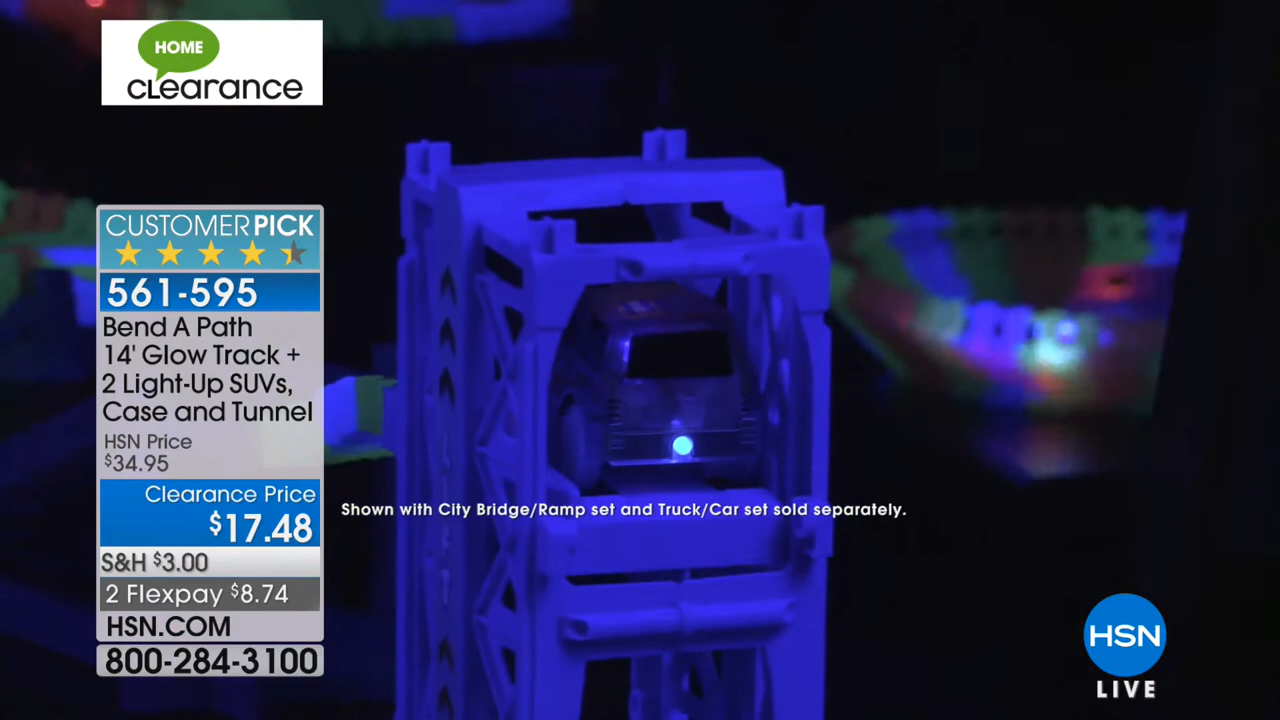 HOME
CLearance
CUSTOMER PICK
561-595
Bend A Path
14' Glow Track +
2 Light-Up SUVs,
Case and Tunnel
HSN Price
$34.95
Clearance Price
$17.48
S&H $3.00
2 Flexpay $8.74
HSN.COM
800-284-3100
Shown with City Bridge/Ramp set and Truck/Car set sold separately.
HSN
LIVE